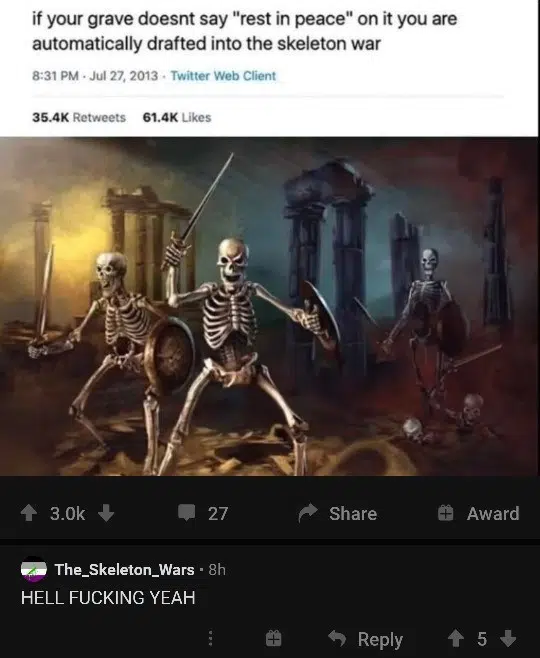 if your grave doesnt say "rest in peace" on it you are
automatically drafted into the skeleton war
8:31 PM · Jul 27, 2013 · Twitter Web Client
35.4K Retweets 61.4K Likes
3.0k 27 Share Award
The_Skeleton_Wars · 8h
HELL FUCKING YEAH
Reply 5